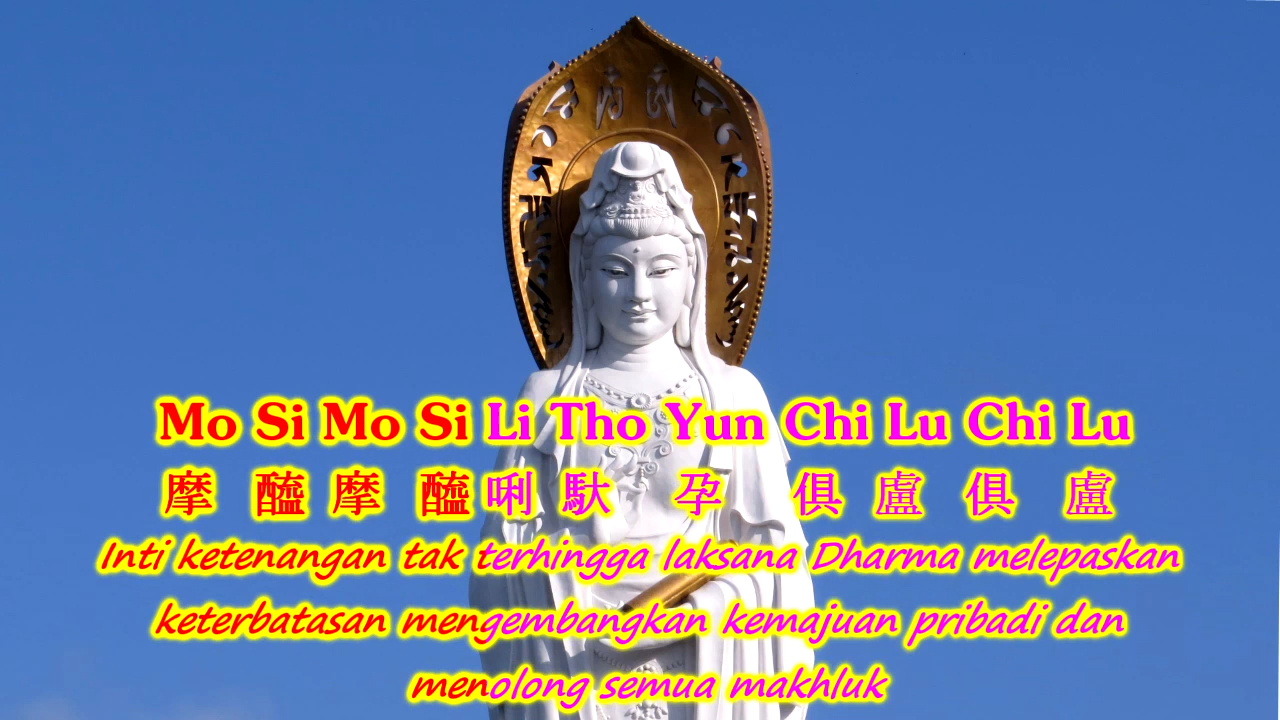 Mo Si Mo Si Li Tho Yun Chi Lu Chi Lu
摩 醯 摩 醯 唎 馱 孕 俱 盧 俱 盧
Inti ketenangan tak terhingga laksana Dharma melepaskan
keterbatasan mengembangkan kemajuan pribadi dan
menolong semua makhluk